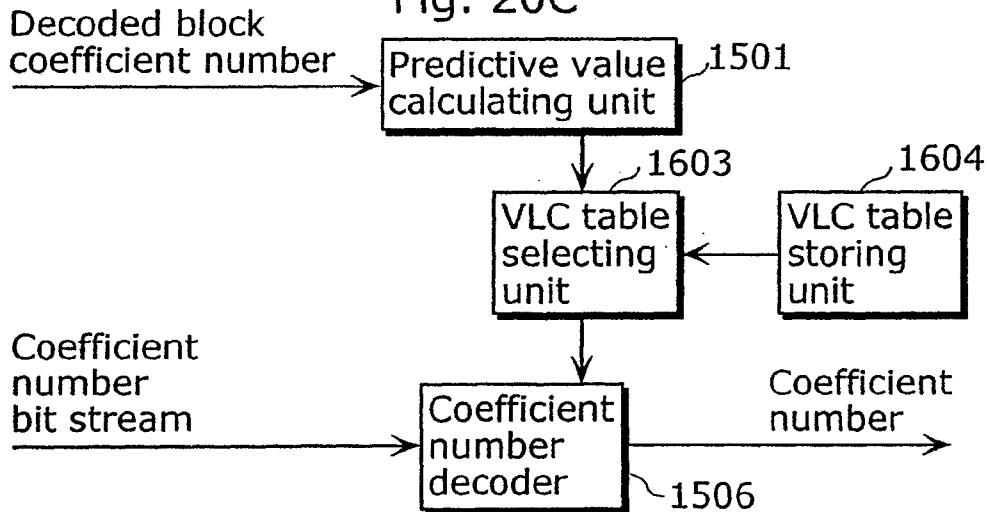 Fig. 20C
Decoded block
coefficient number
Predictive value
calculating unit
1501
1603
1604
VLC table
selecting
unit
VLC table
storing
unit
Coefficient
number
bit stream
Coefficient
number
decoder
Coefficient
number
1506